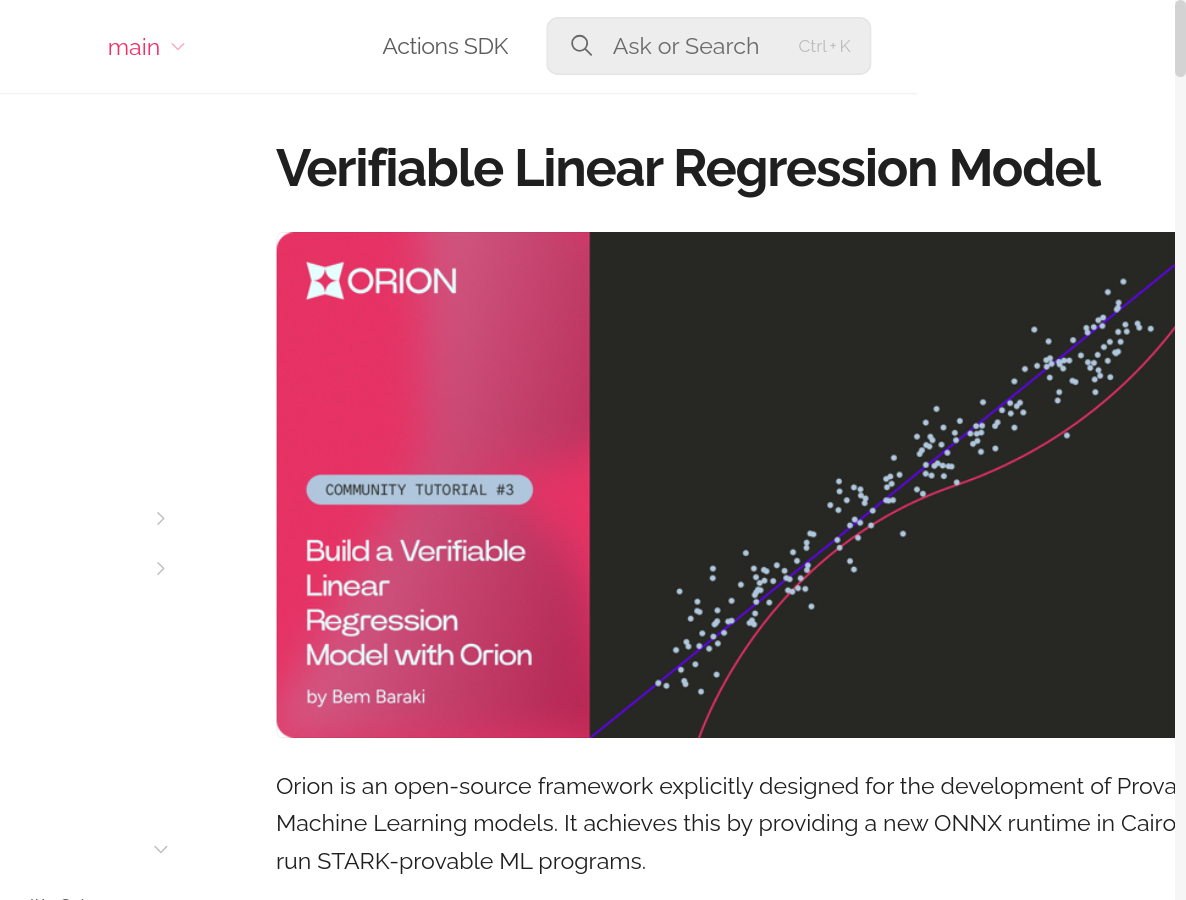 main
Actions SDK
Ask or Search
Ctrl + K
Verifiable Linear Regression Model
ORION
COMMUNITY TUTORIAL #3
Build a Verifiable
Linear
Regression
Model with Orion
by Bem Baraki
Orion is an open-source framework explicitly designed for the development of Prova
Machine Learning models. It achieves this by providing a new ONNX runtime in Cairo
run STARK-provable ML programs.